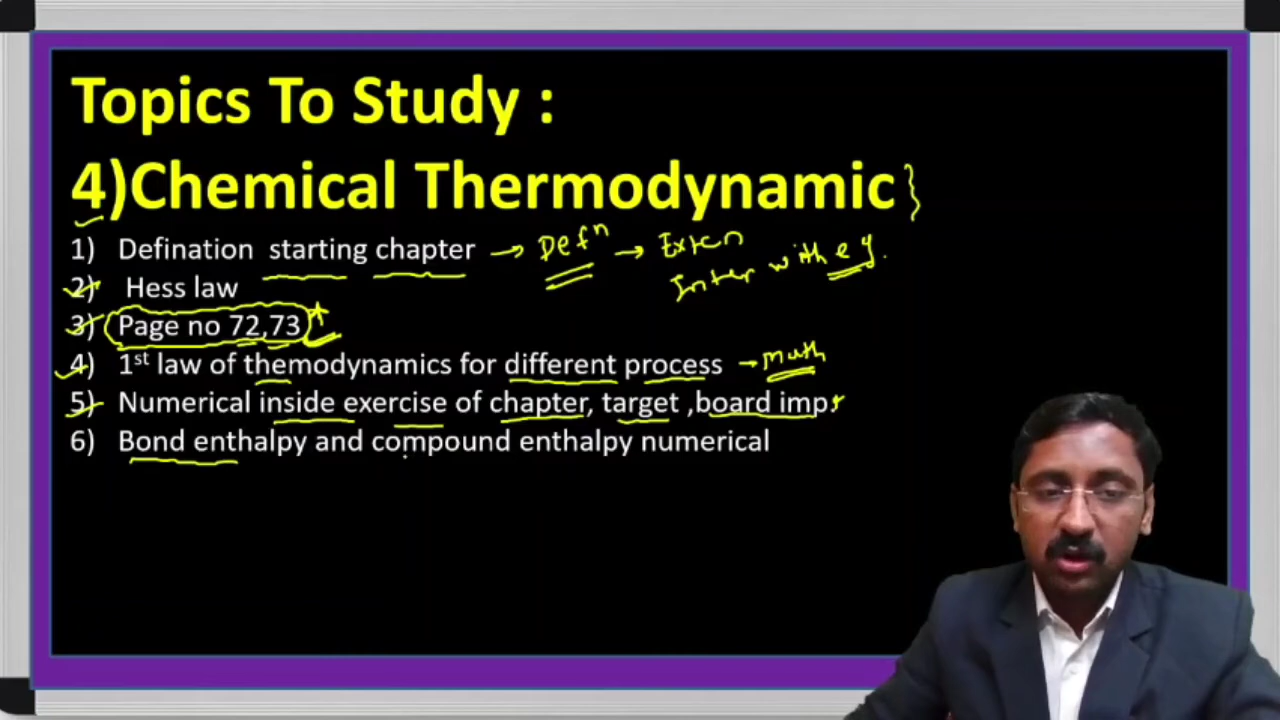 Topics To Study :
4)Chemical Thermodynamic}
1) Defination starting chapter → Defn → Exten
Inter with eg.
2) Hess law
3) Page no 72,73
4) 1st law of themodynamics for different process → math
5) Numerical inside exercise of chapter, target ,board imp.
6) Bond enthalpy and compound enthalpy numerical